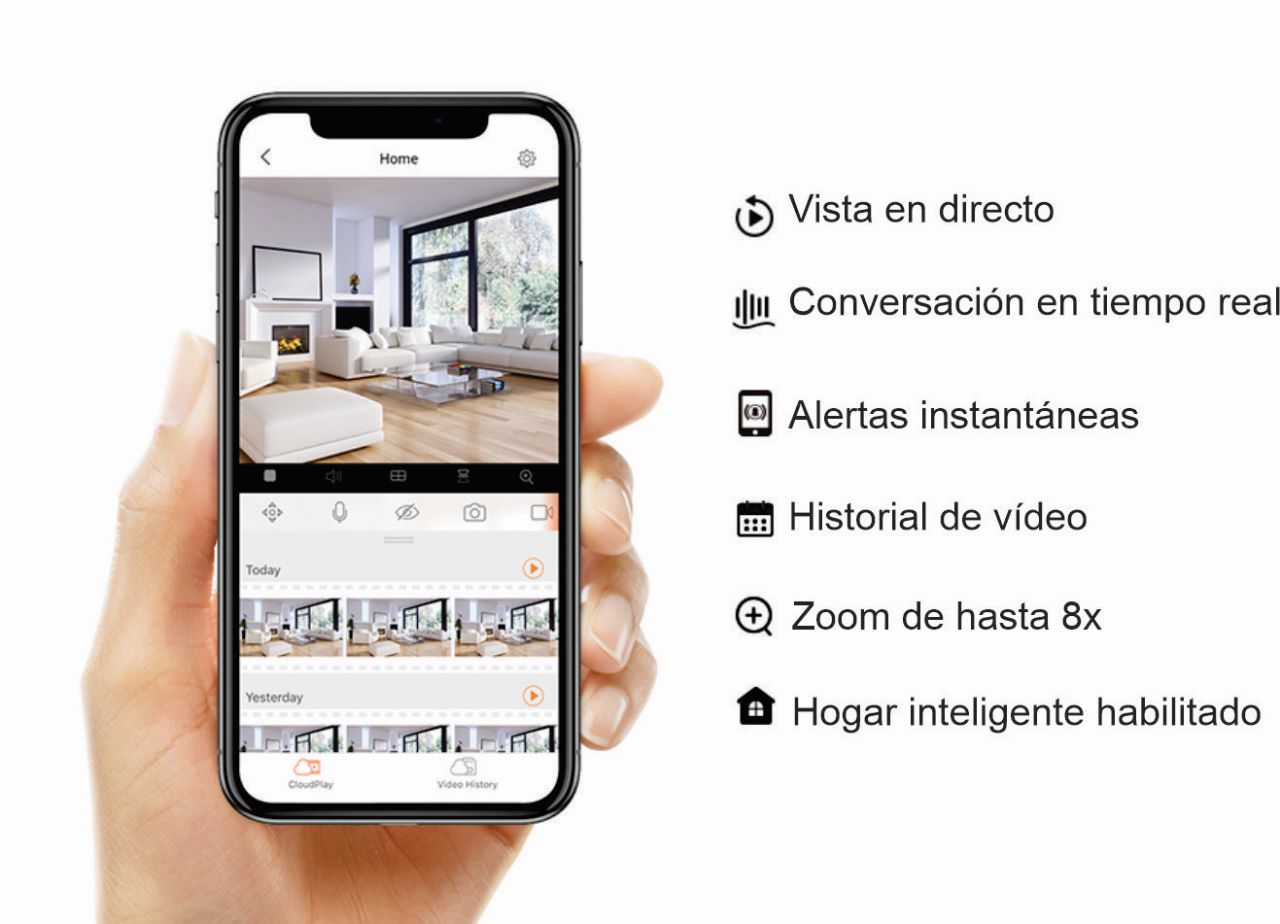 Home
Today
Yesterday
CloudPlay
Video History
Vista en directo
Conversación en tiempo real
Alertas instantáneas
Historial de vídeo
Zoom de hasta 8x
Hogar inteligente habilitado